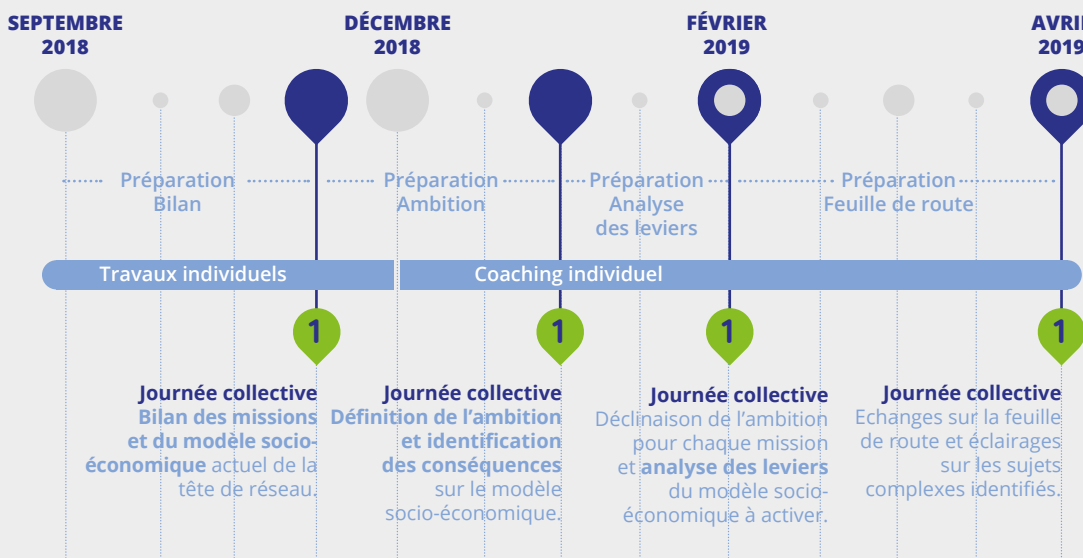 SEPTEMBRE
2018
DÉCEMBRE
2018
FÉVRIER
2019
AVRI
2019
Préparation
Bilan
Préparation
Ambition
Préparation
Analyse
des leviers
Préparation
Feuille de route
Travaux individuels
Coaching individuel
1
1
1
1
Journée collective
Bilan des missions
et du modèle socio-
économique actuel de la
tête de réseau.
Journée collective
Définition de l’ambition
et identification
des conséquences
sur le modèle
socio-économique.
Journée collective
Déclinaison de l’ambition
pour chaque mission
et analyse des leviers
du modèle socio-
économique à activer.
Journée collective
Echanges sur la feuille
de route et éclairages
sur les sujets
complexes identifiés.